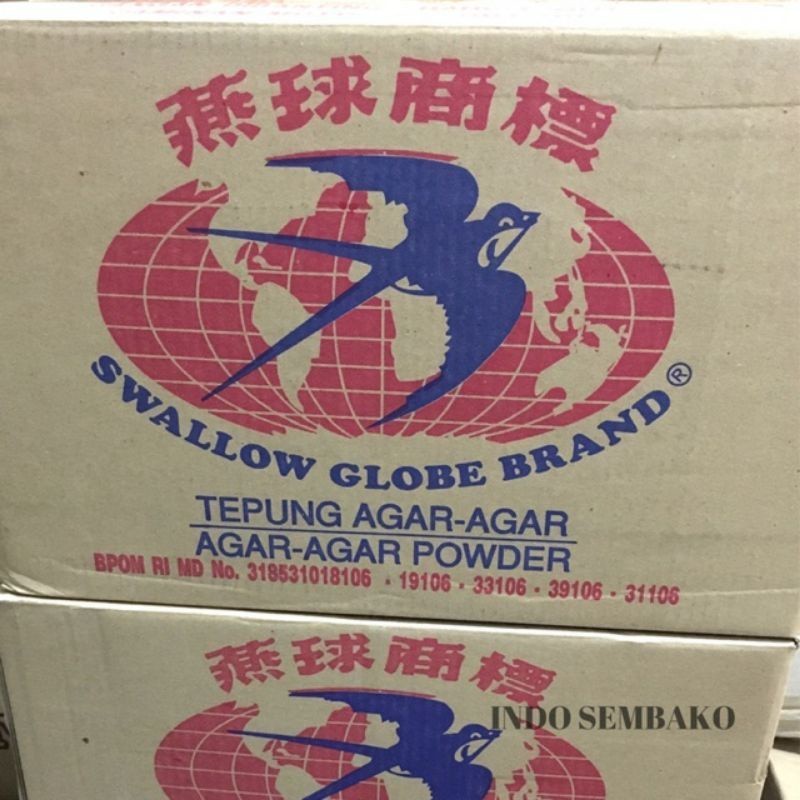 燕球商標
SWALLOW GLOBE BRAND®
TEPUNG AGAR-AGAR
AGAR-AGAR POWDER
BPOM RI MD No. 318531018106 . 19106 . 33106 . 39106 . 31106
燕球商標
INDO SEMBAKO